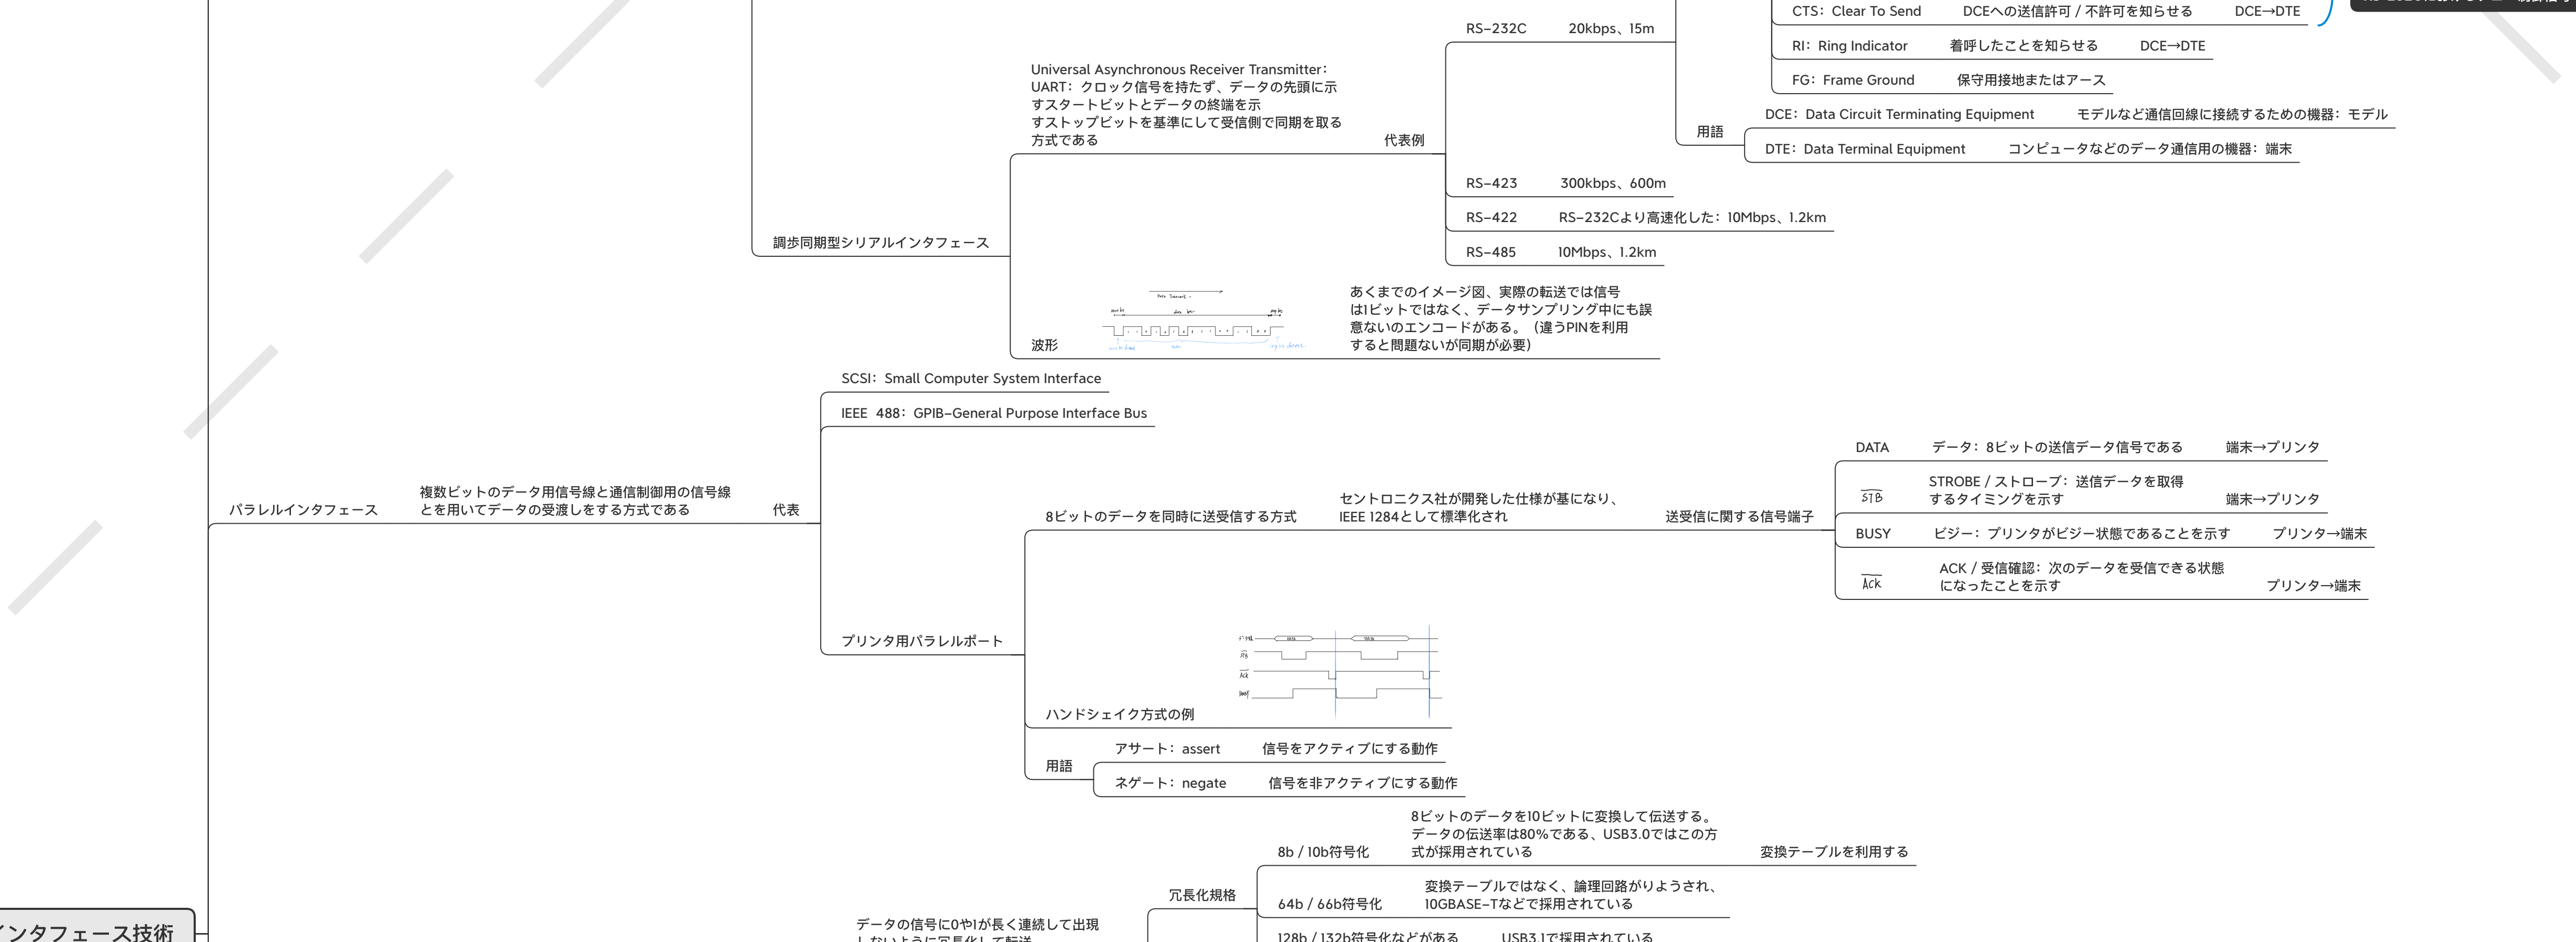 CTS：Clear To Send DCEへの送信許可 / 不許可を知らせる DCE→DTE
RS-232C 20kbps、15m
RI：Ring Indicator 着呼したことを知らせる DCE→DTE
FG：Frame Ground 保守用接地またはアース
Universal Asynchronous Receiver Transmitter：
UART：クロック信号を持たず、データの先頭に示
すスタートビットとデータの終端を示
すストップビットを基準にして受信側で同期を取る
方式である
代表例
用語
DCE：Data Circuit Terminating Equipment モデルなど通信回線に接続するための機器：モデル
DTE：Data Terminal Equipment コンピュータなどのデータ通信用の機器：端末
RS-423 300kbps、600m
RS-422 RS-232Cより高速化した：10Mbps、1.2km
RS-485 10Mbps、1.2km
調歩同期型シリアルインタフェース
波形
あくまでのイメージ図、実際の転送では信号
は1ビットではなく、データサンプリング中にも誤
意ないのエンコードがある。（違うPINを利用
すると問題ないが同期が必要）
SCSI：Small Computer System Interface
IEEE 488：GPIB-General Purpose Interface Bus
パラレルインタフェース
複数ビットのデータ用信号線と通信制御用の信号線
とを用いてデータの受渡しをする方式である
代表
8ビットのデータを同時に送受信する方式
セントロニクス社が開発した仕様が基になり、
IEEE 1284として標準化され
送受信に関する信号端子
DATA データ：8ビットの送信データ信号である 端末→プリンタ
STB
STROBE / ストローブ：送信データを取得
するタイミングを示す
端末→プリンタ
BUSY ビジー：プリンタがビジー状態であることを示す プリンタ→端末
ACK
ACK / 受信確認：次のデータを受信できる状態
になったことを示す
プリンタ→端末
プリンタ用パラレルポート
STB
ACK
ハンドシェイク方式の例
用語
アサート：assert 信号をアクティブにする動作
ネゲート：negate 信号を非アクティブにする動作
冗長化規格
8b / 10b符号化
8ビットのデータを10ビットに変換して伝送する。
データの伝送率は80%である、USB3.0ではこの方
式が採用されている
変換テーブルを利用する
64b / 66b符号化
変換テーブルではなく、論理回路がりようされ、
10GBASE-Tなどで採用されている
128b / 132b符号化などがある USB3.1で採用されている
データの信号に0や1が長く連続して出現
しないように冗長化して転送
インタフェース技術